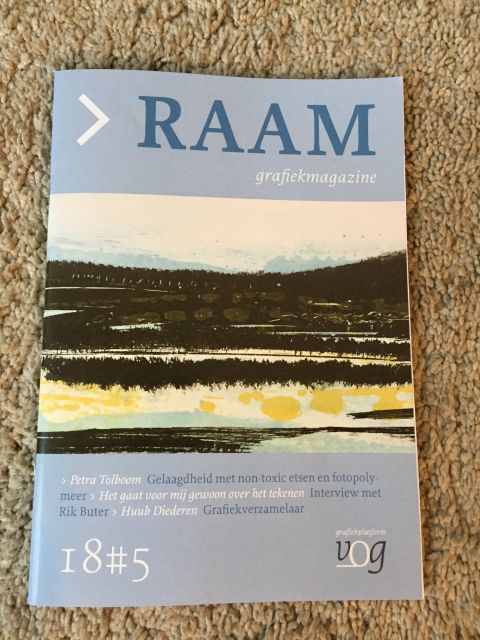 > RAAM
grafiekmagazine
> Petra Tolboom Gelaagdheid met non-toxic etsen en fotopoly-
meer > Het gaat voor mij gewoon over het tekenen Interview met
Rik Buter > Huub Diederen Grafiekverzamelaar
18#5
grafiekplatform
vOg